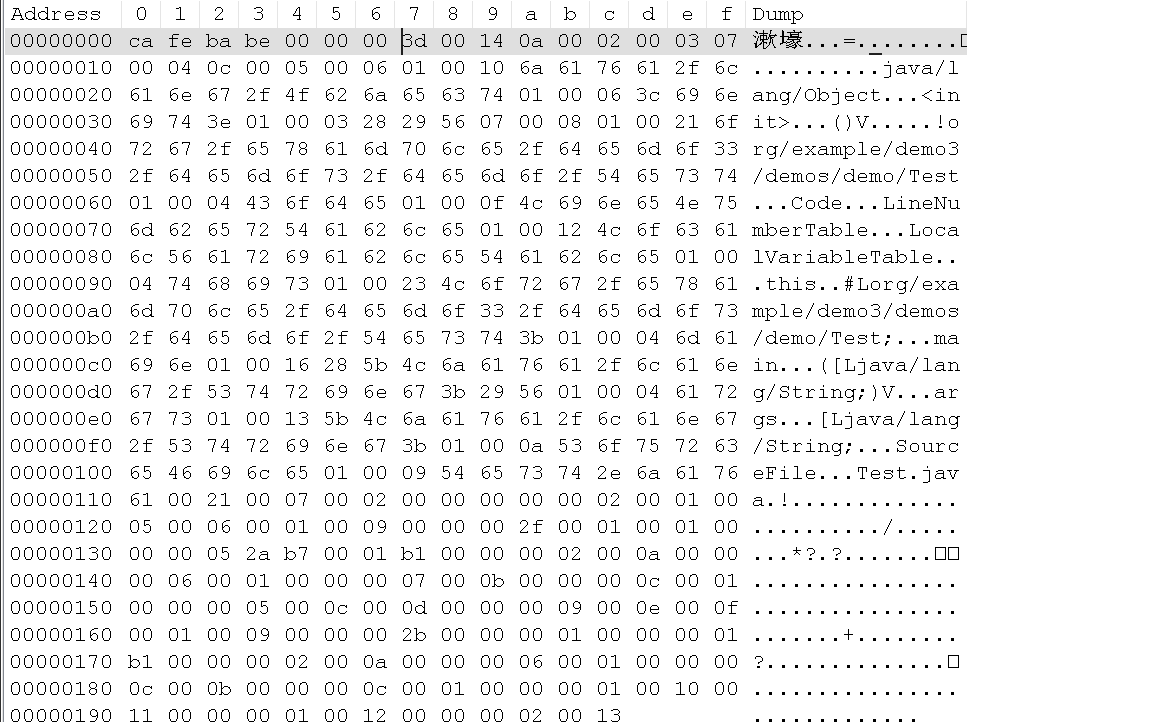 Address 0 1 2 3 4 5 6 7 8 9 a b c d e f Dump
00000000 ca fe ba be 00 00 00 3d 00 14 0a 00 02 00 03 07 漱壕...=.........□
00000010 00 04 0c 00 05 00 06 01 00 10 6a 61 76 61 2f 6c ..........java/l
00000020 61 6e 67 2f 4f 62 6a 65 63 74 01 00 06 3c 69 6e ang/Object...<in
00000030 69 74 3e 01 00 03 28 29 56 07 00 08 01 00 21 6f it>...()V.....!o
00000040 72 67 2f 65 78 61 6d 70 6c 65 2f 64 65 6d 6f 33 rg/example/demo3
00000050 2f 64 65 6d 6f 73 2f 64 65 6d 6f 2f 54 65 73 74 /demos/demo/Test
00000060 01 00 04 43 6f 64 65 01 00 0f 4c 69 6e 65 4e 75 ...Code...LineNu
00000070 6d 62 65 72 54 61 62 6c 65 01 00 12 4c 6f 63 61 mberTable...Loca
00000080 6c 56 61 72 69 61 62 6c 65 54 61 62 6c 65 01 00 lVariableTable..
00000090 04 74 68 69 73 01 00 23 4c 6f 72 67 2f 65 78 61 .this..#Lorg/exa
000000a0 6d 70 6c 65 2f 64 65 6d 6f 33 2f 64 65 6d 6f 73 mple/demo3/demos
000000b0 2f 64 65 6d 6f 2f 54 65 73 74 3b 01 00 04 6d 61 /demo/Test;...ma
000000c0 69 6e 01 00 16 28 5b 4c 6a 61 76 61 2f 6c 61 6e in...([Ljava/lan
000000d0 67 2f 53 74 72 69 6e 67 3b 29 56 01 00 04 61 72 g/String;)V...ar
000000e0 67 73 01 00 13 5b 4c 6a 61 76 61 2f 6c 61 6e 67 gs...[Ljava/lang
000000f0 2f 53 74 72 69 6e 67 3b 01 00 0a 53 6f 75 72 63 /String;...Sourc
00000100 65 46 69 6c 65 01 00 09 54 65 73 74 2e 6a 61 76 eFile...Test.jav
00000110 61 00 21 00 07 00 02 00 00 00 00 00 02 00 01 00 a.!.............
00000120 05 00 06 00 01 00 09 00 00 00 2f 00 01 00 01 00 ........../.....
00000130 00 00 05 2a b7 00 01 b1 00 00 00 02 00 0a 00 00 ...*?.?.......□□
00000140 00 06 00 01 00 00 00 07 00 0b 00 00 00 0c 00 01 ................
00000150 00 00 00 05 00 0c 00 0d 00 00 00 09 00 0e 00 0f ................
00000160 00 01 00 09 00 00 00 2b 00 00 00 01 00 00 00 01 .......+........
00000170 b1 00 00 00 02 00 0a 00 00 00 06 00 01 00 00 00 ?..............□
00000180 0c 00 0b 00 00 00 0c 00 01 00 00 00 01 00 10 00 ................
00000190 11 00 00 00 01 00 12 00 00 00 02 00 13 .............